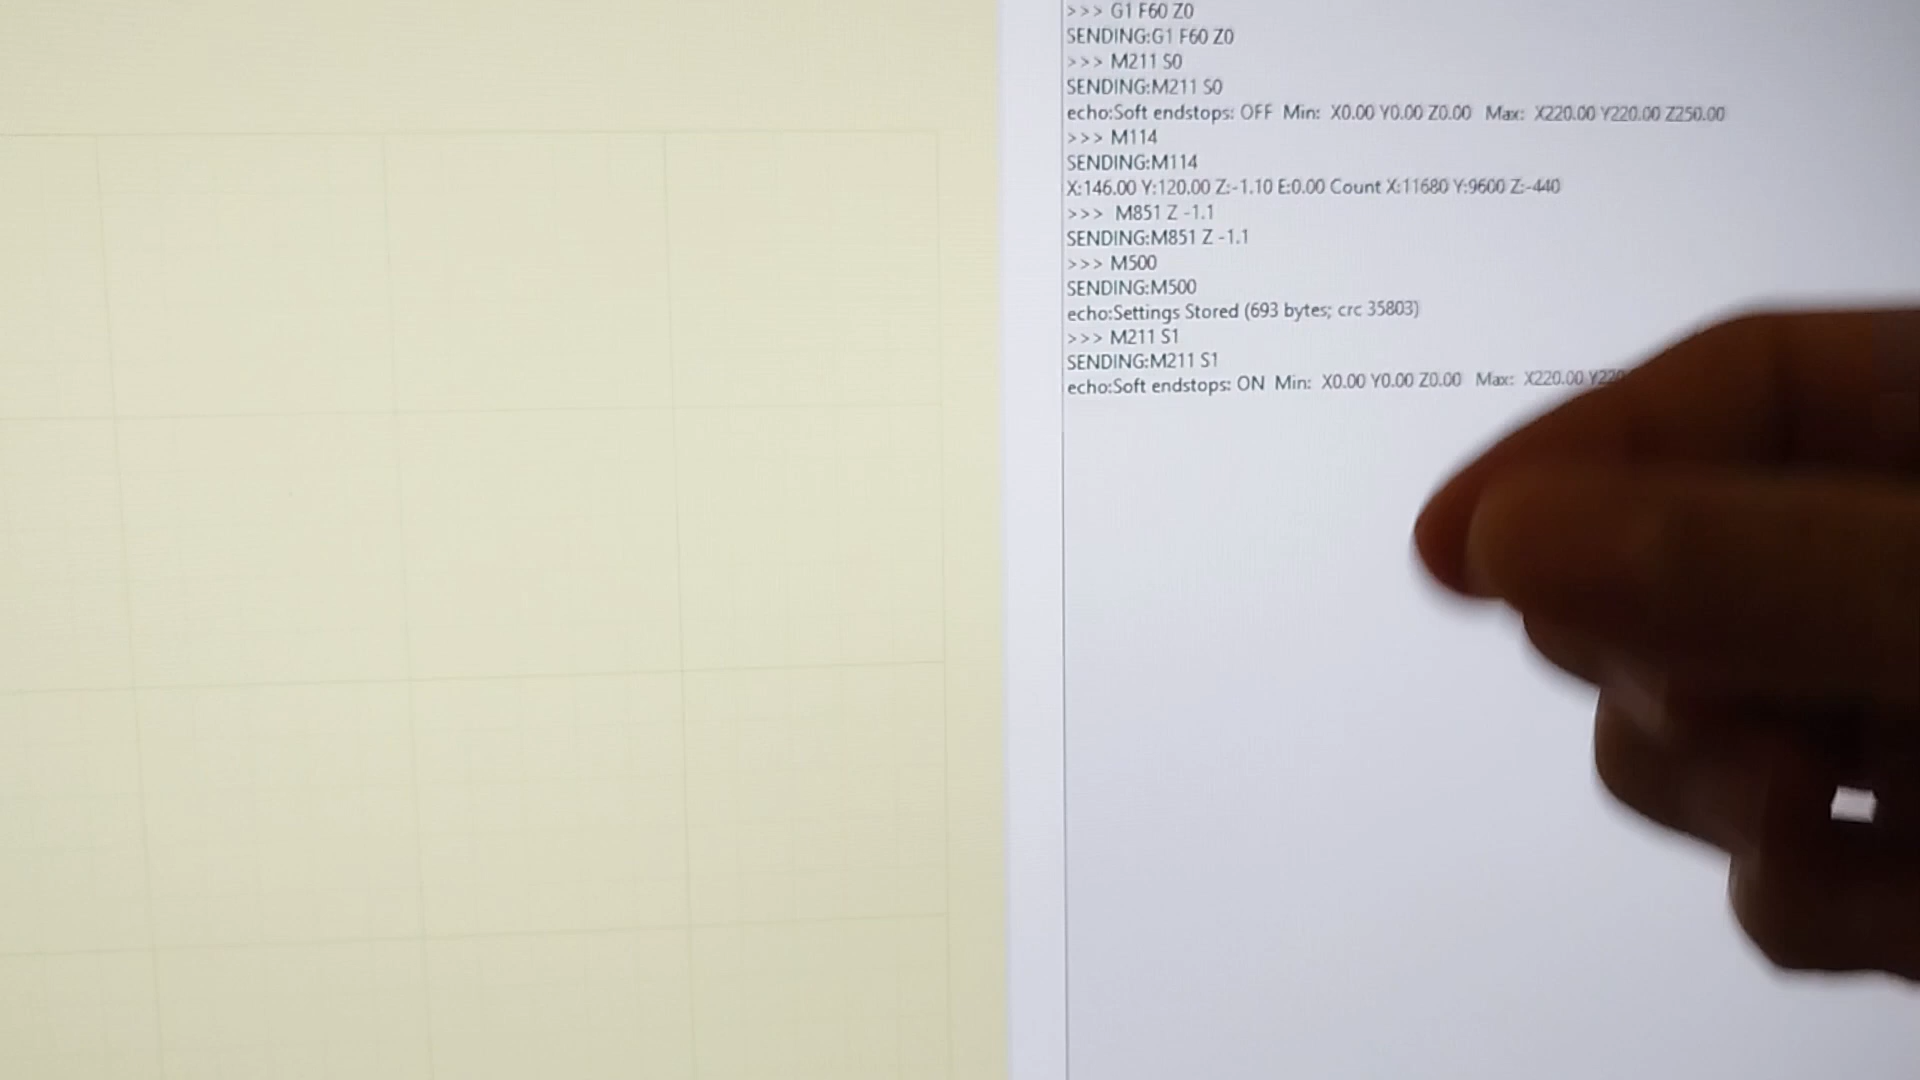 >>> G1 F60 Z0
SENDING:G1 F60 Z0
>>> M211 S0
SENDING:M211 S0
echo:Soft endstops: OFF Min: X0.00 Y0.00 Z0.00 Max: X220.00 Y220.00 Z250.00
>>> M114
SENDING:M114
X:146.00 Y:120.00 Z:-1.10 E:0.00 Count X:11680 Y:9600 Z:-440
>>> M851 Z -1.1
SENDING:M851 Z -1.1
>>> M500
SENDING:M500
echo:Settings Stored (693 bytes; crc 35803)
>>> M211 S1
SENDING:M211 S1
echo:Soft endstops: ON Min: X0.00 Y0.00 Z0.00 Max: X220.00